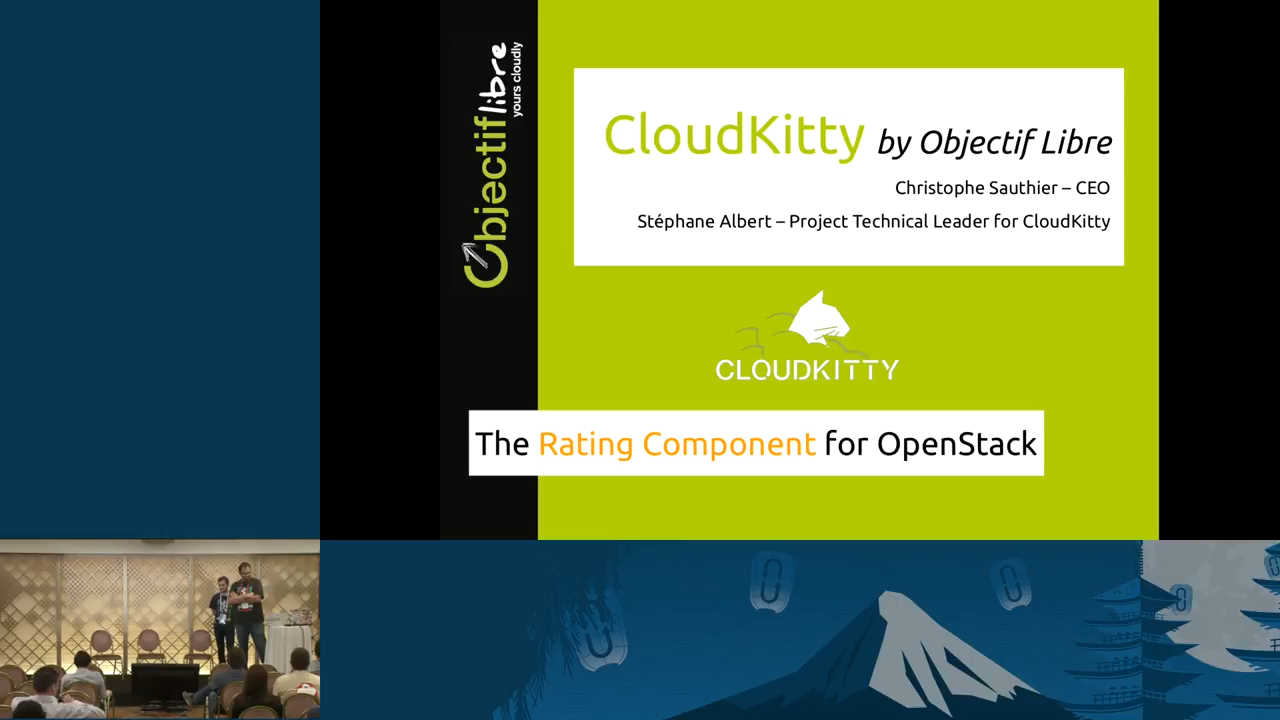 Objectif libre
yours cloudly
CloudKitty by Objectif Libre
Christophe Sauthier – CEO
Stéphane Albert – Project Technical Leader for CloudKitty
CLOUDKITTY
The Rating Component for OpenStack